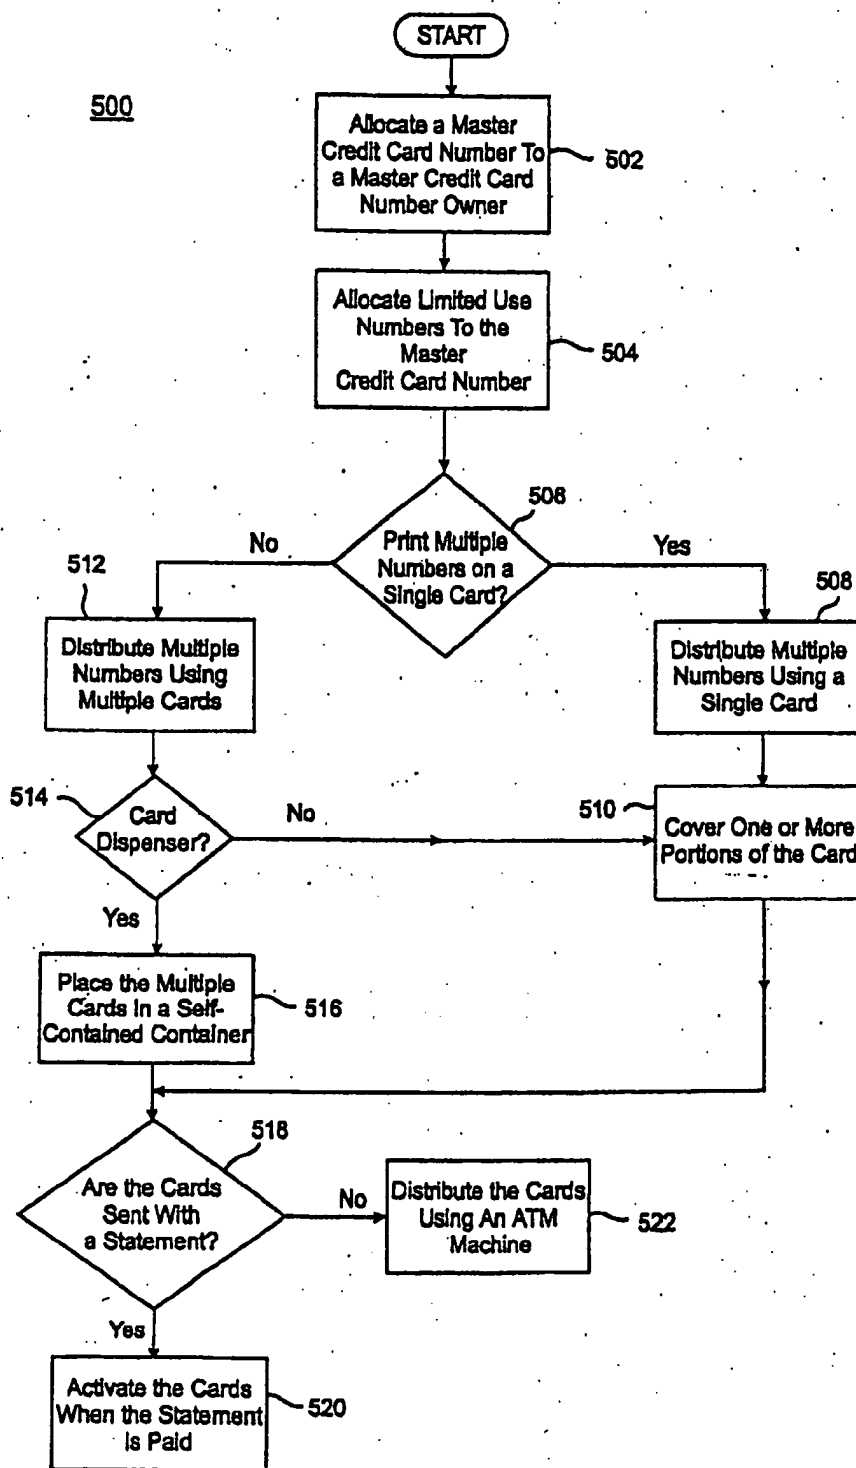 START
500
Allocate a Master
Credit Card Number To
a Master Credit Card
Number Owner
502
Allocate Limited Use
Numbers To the
Master
Credit Card Number
504
506
Print Multiple
Numbers on a
Single Card?
No
Yes
512
508
Distribute Multiple
Numbers Using
Multiple Cards
Distribute Multiple
Numbers Using a
Single Card
514
Card
Dispenser?
No
510
Cover One or More
Portions of the Card
Yes
Place the Multiple
Cards in a Self-
Contained Container
516
518
Are the Cards
Sent With
a Statement?
No
Distribute the Cards
Using An ATM
Machine
522
Yes
Activate the Cards
When the Statement
is Paid
520